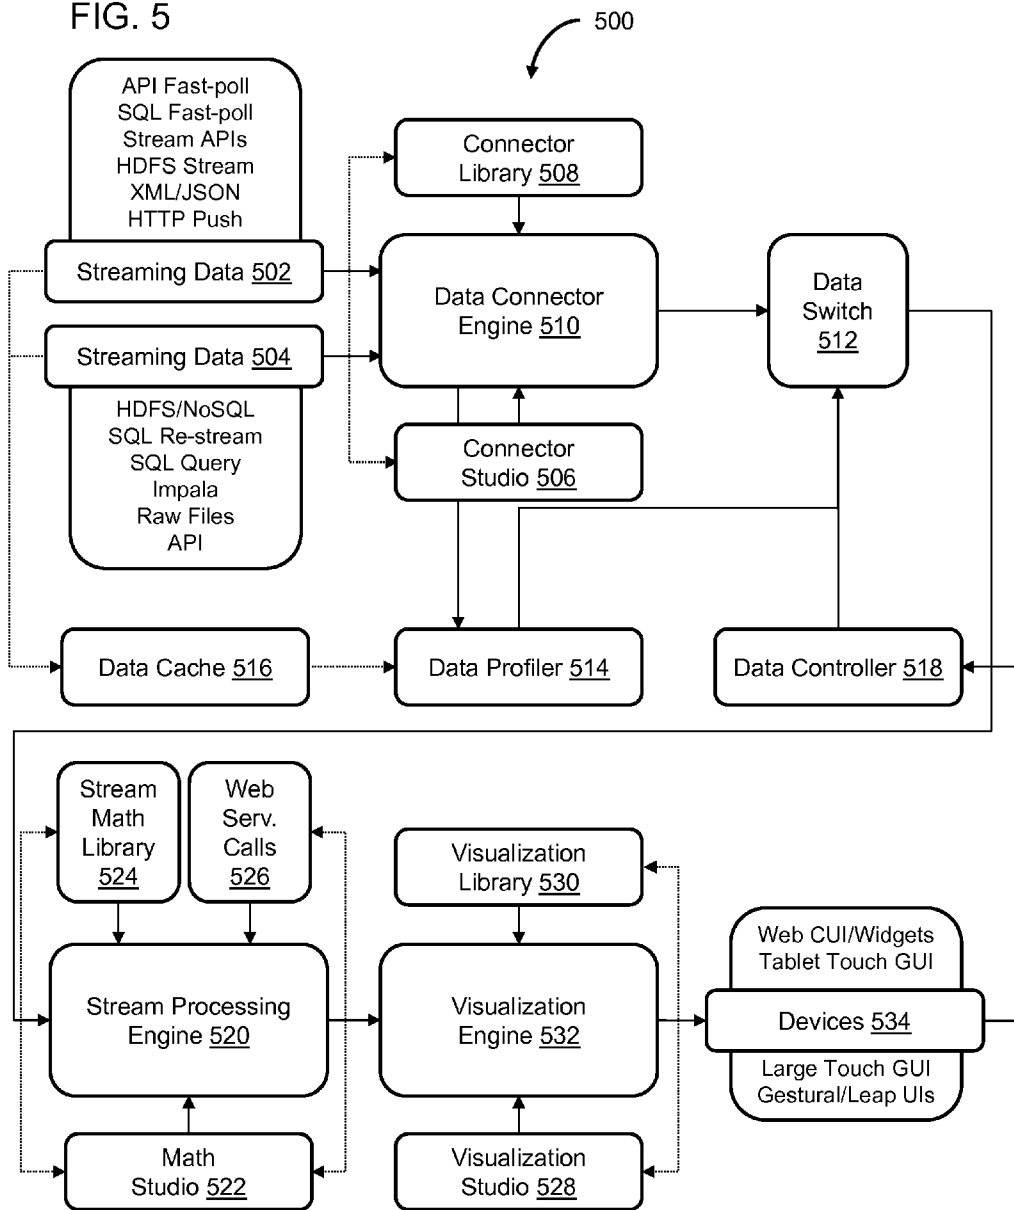 FIG. 5
500
API Fast-poll
SQL Fast-poll
Stream APIs
HDFS Stream
XML/JSON
HTTP Push
Streaming Data 502
Streaming Data 504
HDFS/NoSQL
SQL Re-stream
SQL Query
Impala
Raw Files
API
Connector
Library 508
Data Connector
Engine 510
Data
Switch
512
Connector
Studio 506
Data Cache 516
Data Profiler 514
Data Controller 518
Stream
Math
Library
524
Web
Serv.
Calls
526
Visualization
Library 530
Stream Processing
Engine 520
Visualization
Engine 532
Web CUI/Widgets
Tablet Touch GUI
Devices 534
Large Touch GUI
Gestural/Leap UIs
Math
Studio 522
Visualization
Studio 528